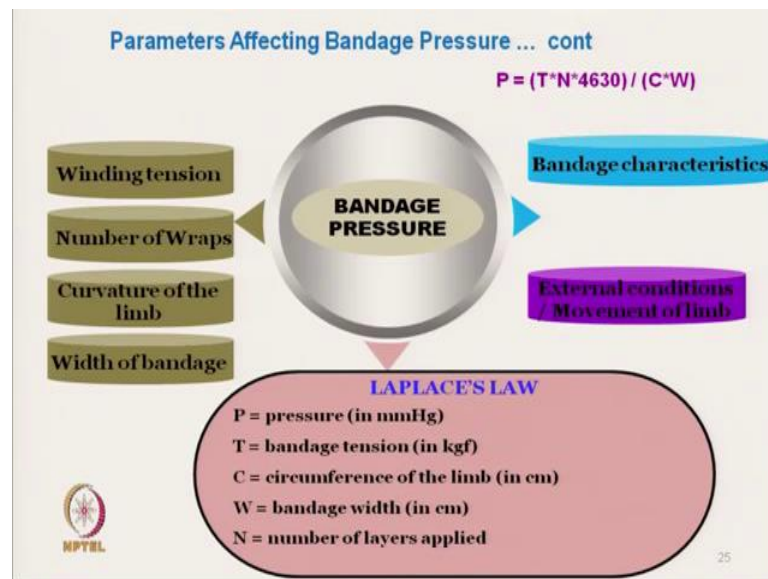 Parameters Affecting Bandage Pressure ... cont
P = (T*N*4630) / (C*W)
Winding tension
Number of Wraps
Curvature of the
limb
Width of bandage
BANDAGE
PRESSURE
Bandage characteristics
External conditions
/ Movement of limb
LAPLACE'S LAW
P = pressure (in mmHg)
T = bandage tension (in kgf)
C = circumference of the limb (in cm)
W = bandage width (in cm)
N = number of layers applied
NPTEL
25